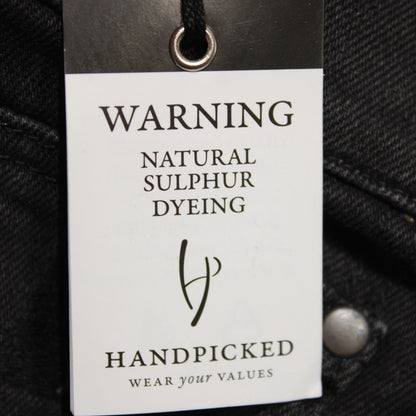 WARNING
NATURAL
SULPHUR
DYEING
HANDPICKED
WEAR your VALUES